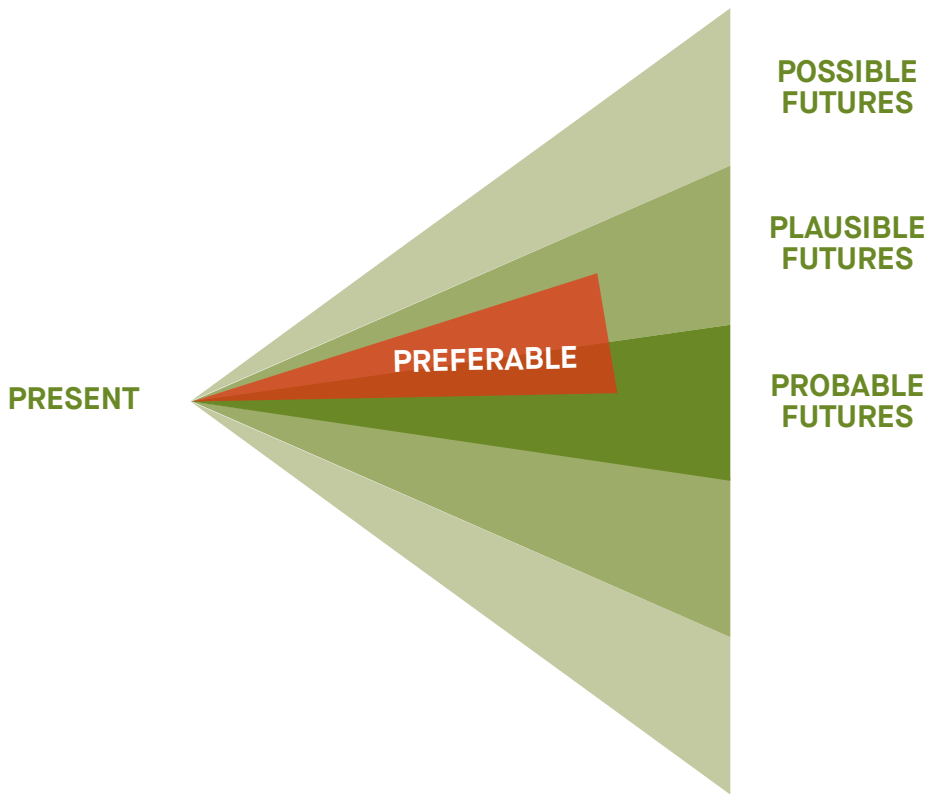 POSSIBLE
FUTURES
PLAUSIBLE
FUTURES
PREFERABLE
PRESENT
PROBABLE
FUTURES